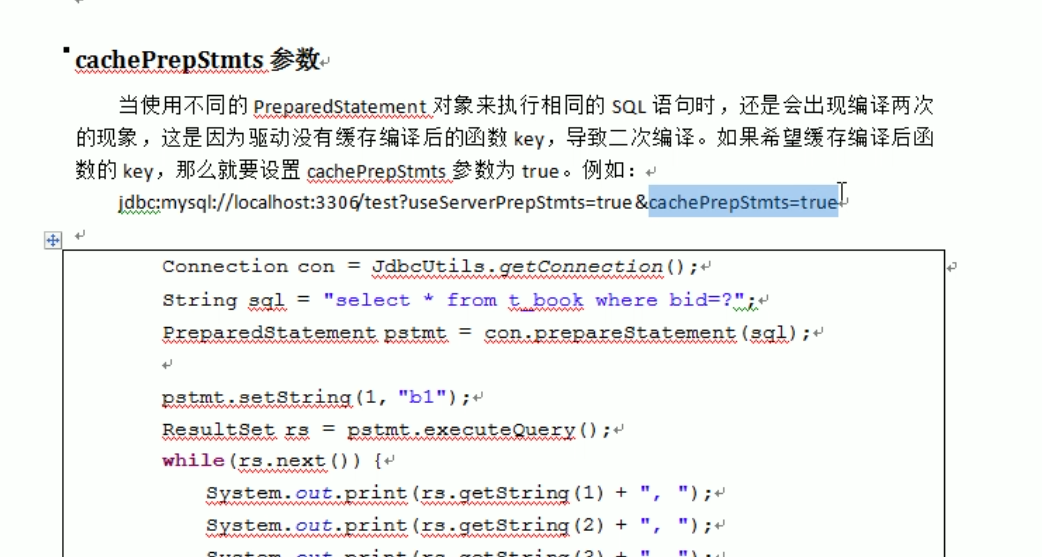 cachePrepStmts 参数
当使用不同的 PreparedStatement 对象来执行相同的 SQL 语句时，还是会出现编译两次
的现象，这是因为驱动没有缓存编译后的函数 key，导致二次编译。如果希望缓存编译后函
数的 key，那么就要设置 cachePrepStmts 参数为 true。例如：
jdbc:mysql://localhost:3306/test?useServerPrepStmts=true&cachePrepStmts=true
Connection con = JdbcUtils.getConnection();
String sql = "select * from t_book where bid=?";
PreparedStatement pstmt = con.prepareStatement(sql);
pstmt.setString(1, "b1");
ResultSet rs = pstmt.executeQuery();
while(rs.next()) {
System.out.print(rs.getString(1) + ", ");
System.out.print(rs.getString(2) + ", ");
System.out.print(rs.getString(3) + ", ");